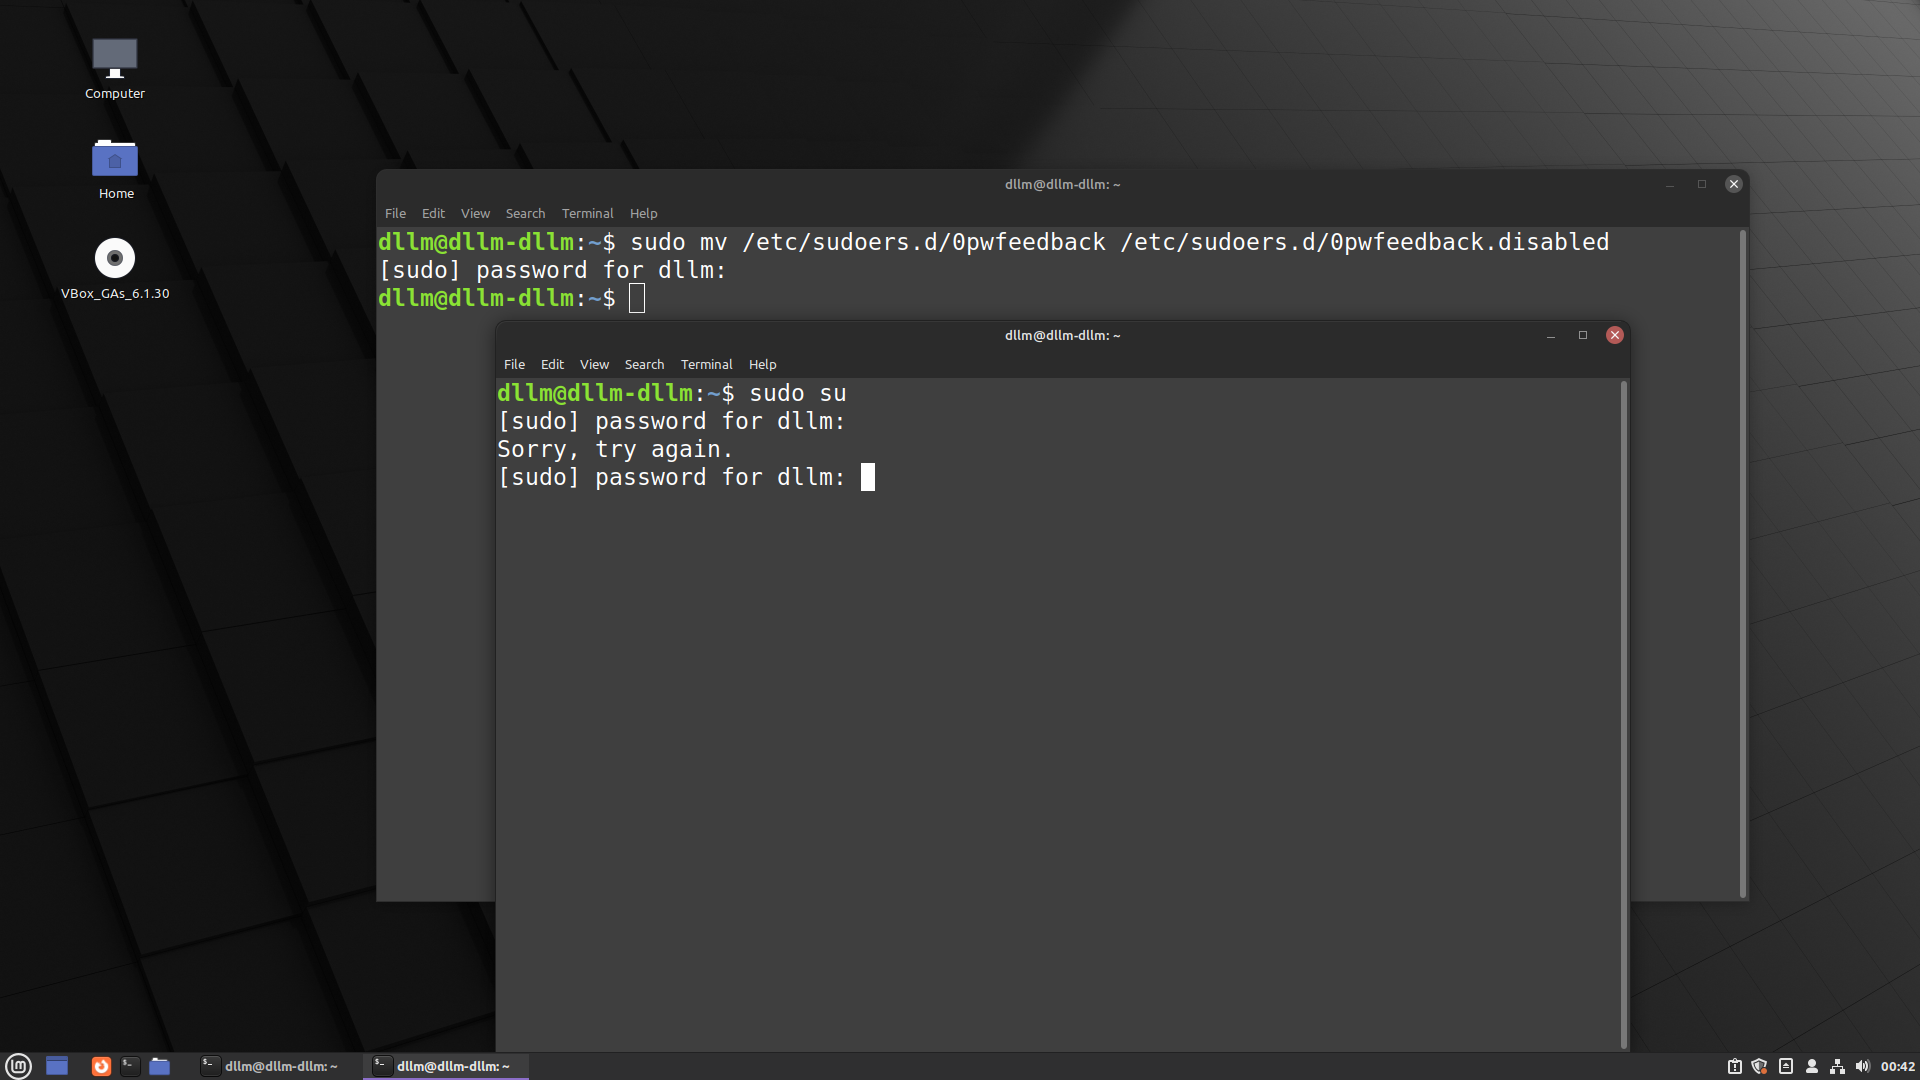 Computer
Home
VBox_GAs_6.1.30
dllm@dllm-dllm: ~
File Edit View Search Terminal Help
dllm@dllm-dllm:~$ sudo mv /etc/sudoers.d/0pwfeedback /etc/sudoers.d/0pwfeedback.disabled
[sudo] password for dllm:
dllm@dllm-dllm:~$
dllm@dllm-dllm: ~
File Edit View Search Terminal Help
dllm@dllm-dllm:~$ sudo su
[sudo] password for dllm:
Sorry, try again.
[sudo] password for dllm:
dllm@dllm-dllm: ~
dllm@dllm-dllm: ~
00:42